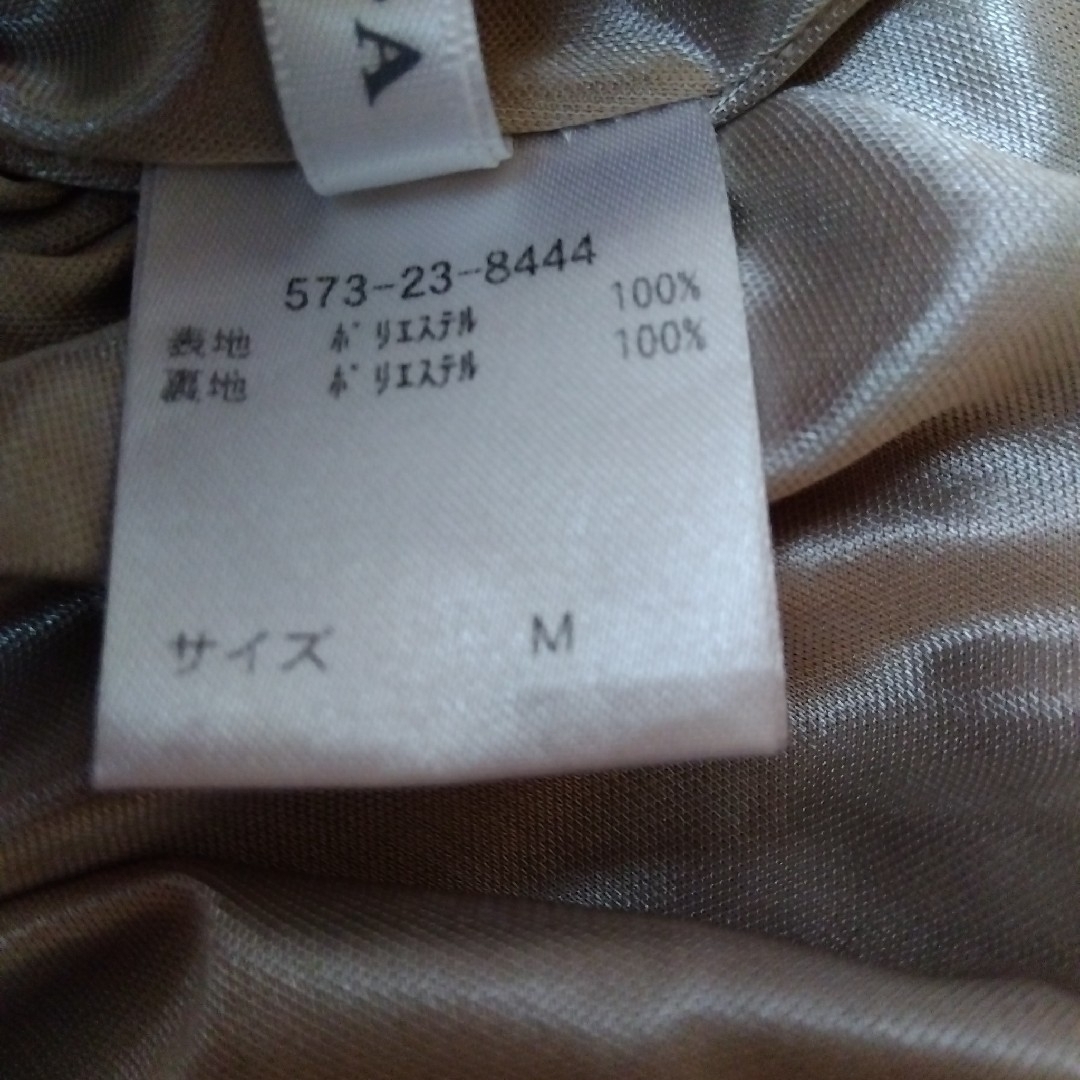 573-23-8444
表地 ポリエステル 100%
裏地 ポリエステル 100%
サイズ M